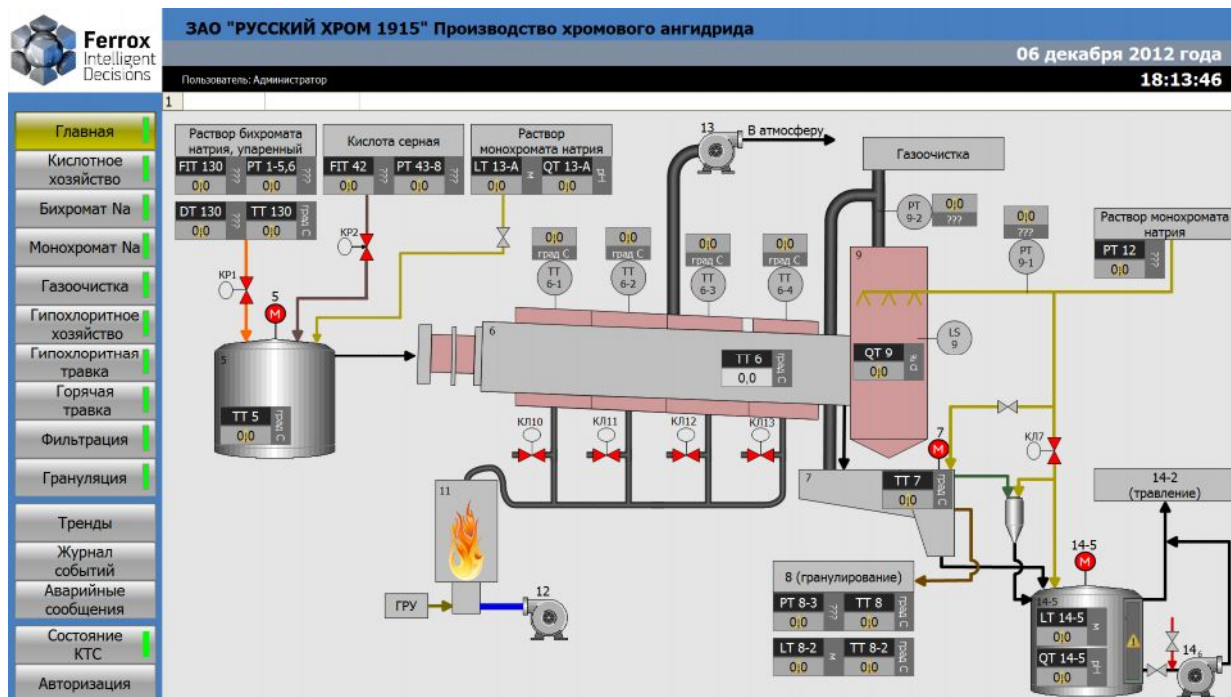 Ferrox
Intelligent
Decisions
ЗАО "РУССКИЙ ХРОМ 1915" Производство хромового ангидрида
06 декабря 2012 года
Пользователь: Администратор
18:13:46
1
Главная
Кислотное
хозяйство
Бихромат Na
Монохромат Na
Газоочистка
Гипохлоритное
хозяйство
Гипохлоритная
травка
Горячая
травка
Фильтрация
Грануляция
Тренды
Журнал
событий
Аварийные
сообщения
Состояние
КТС
Авторизация
Раствор бихромата
натрия, упаренный
FIT 130 ??? PT 1-5,6 ???
0;0 0;0
DT 130 ??? TT 130 град C
0;0 0;0
Кислота серная
FIT 42 ??? PT 43-8 ???
0;0 0;0
Раствор
монохромата натрия
LT 13-A м QT 13-A pH
0;0 0;0
КР1
КР2
5
М
5
TT 5 град C
0;0
13
В атмосферу
Газоочистка
PT
9-2
0;0
???
0;0
???
PT
9-1
Раствор монохромата
натрия
PT 12 ???
0;0
0;0
град C
TT
6-1
0;0
град C
TT
6-2
0;0
град C
TT
6-3
0;0
град C
TT
6-4
6
TT 6 град C
0,0
9
QT 9
0;0
LS
9
КЛ10
КЛ11
КЛ12
КЛ13
11
ГРУ
12
7
М
7
TT 7 град C
0;0
КЛ7
8 (гранулирование)
PT 8-3 ??? TT 8 град C
0;0 0;0
LT 8-2 м TT 8-2 град C
0;0 0;0
14-2
(травление)
14-5
М
14-5
LT 14-5 м
0;0
QT 14-5 pH
0;0
14 6